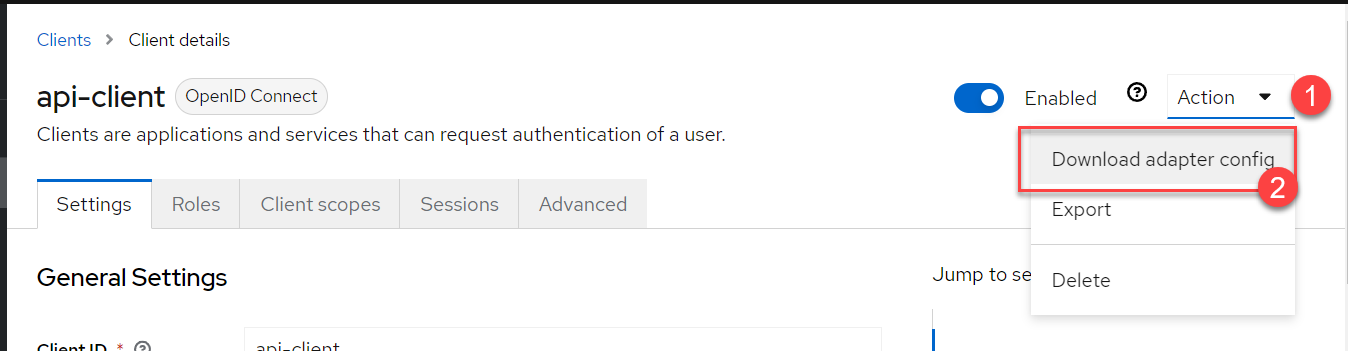 Clients > Client details
api-client OpenID Connect
Enabled Action 1
Clients are applications and services that can request authentication of a user.
Download adapter config
2
Export
Delete
Settings Roles Client scopes Sessions Advanced
General Settings
Jump to se
Client ID *
api-client